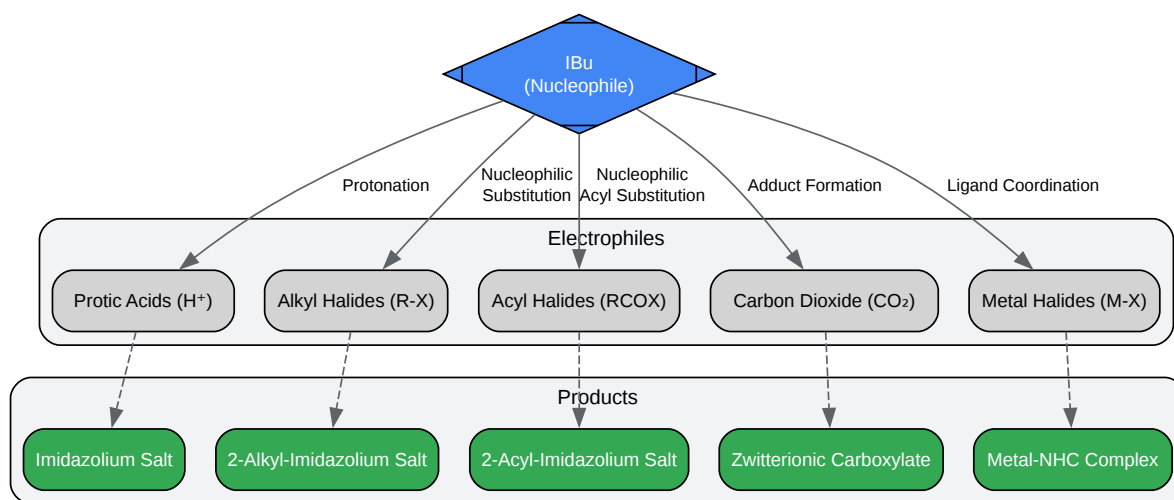 IBu
(Nucleophile)
Protonation
Nucleophilic
Substitution
Nucleophilic
Acyl Substitution
Adduct Formation
Ligand Coordination
Electrophiles
Protic Acids (H⁺)
Alkyl Halides (R-X)
Acyl Halides (RCOX)
Carbon Dioxide (CO₂)
Metal Halides (M-X)
Products
Imidazolium Salt
2-Alkyl-Imidazolium Salt
2-Acyl-Imidazolium Salt
Zwitterionic Carboxylate
Metal-NHC Complex